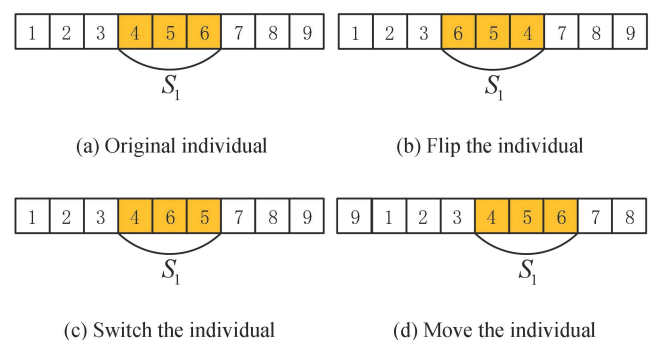 1 2 3 4 5 6 7 8 9
S₁
(a) Original individual
1 2 3 6 5 4 7 8 9
S₁
(b) Flip the individual
1 2 3 4 6 5 7 8 9
S₁
(c) Switch the individual
9 1 2 3 4 5 6 7 8
S₁
(d) Move the individual